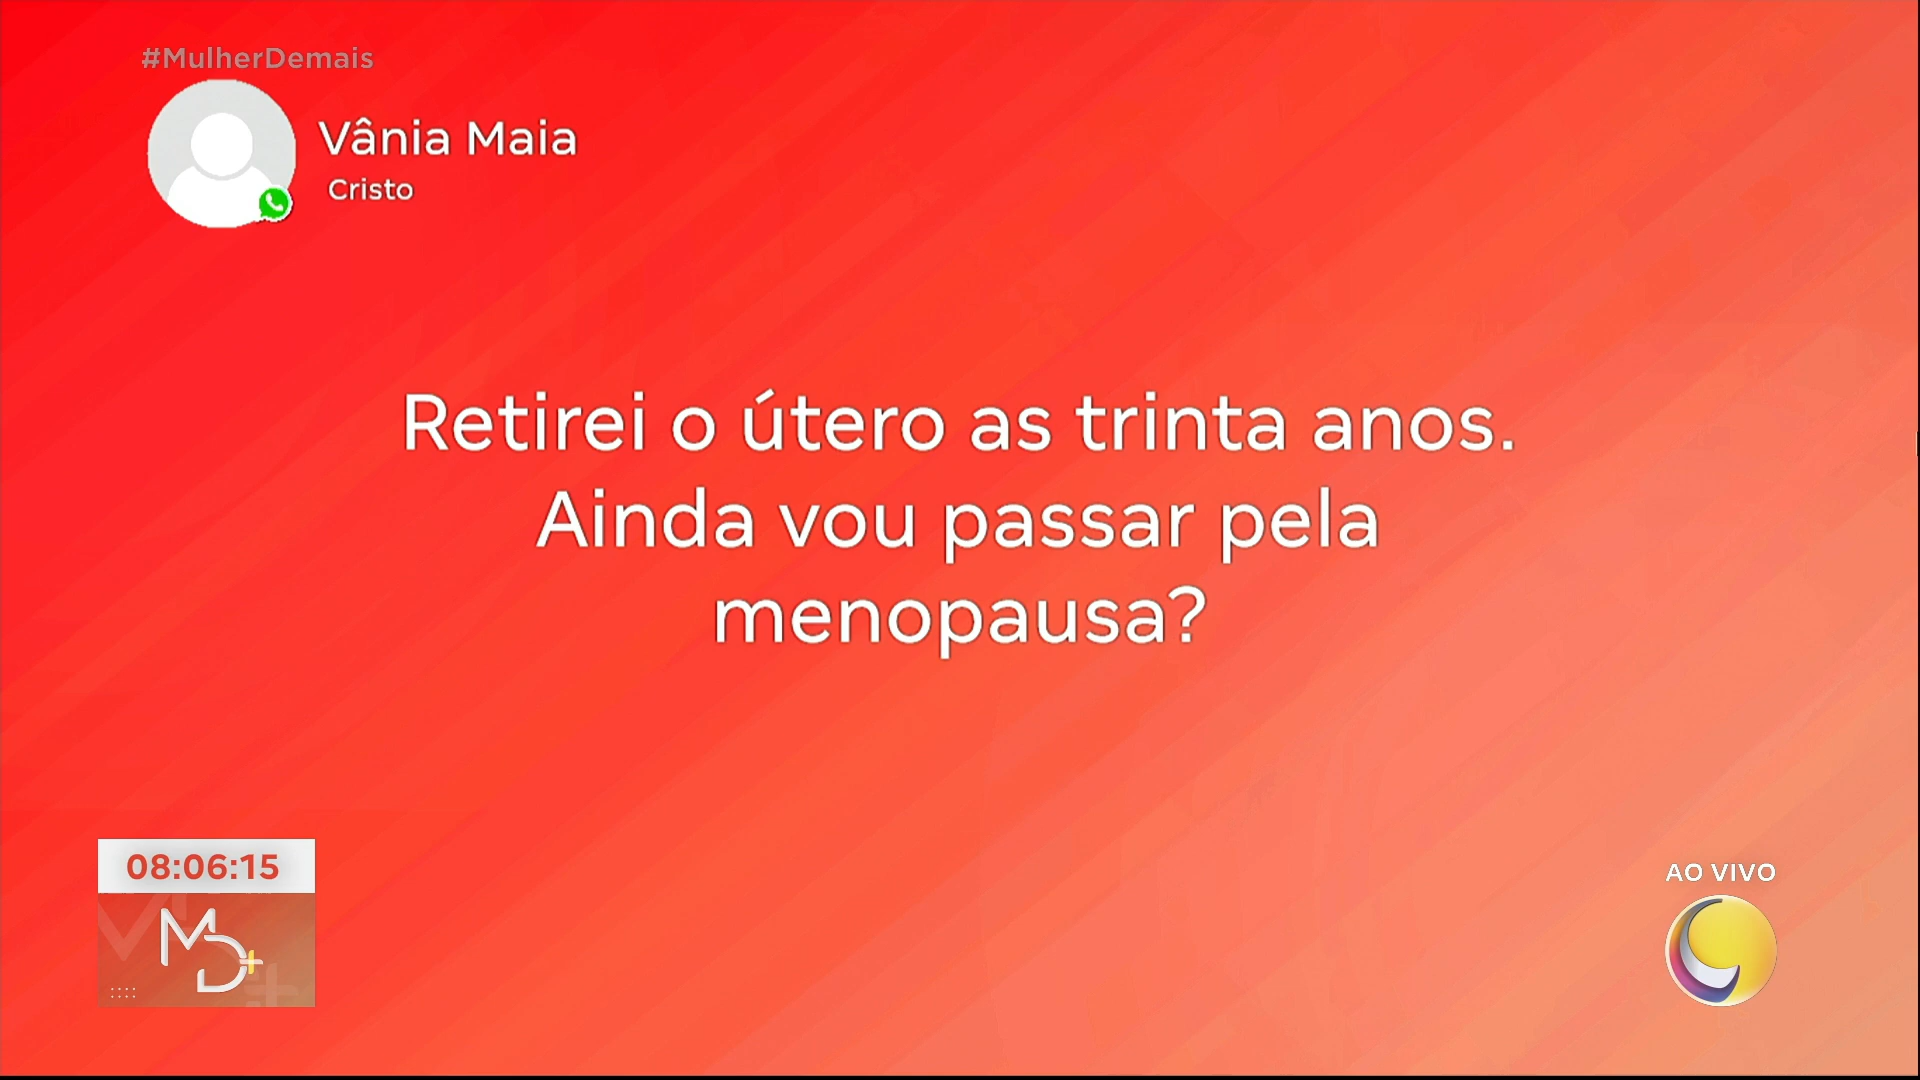 #MulherDemais
Vânia Maia
Cristo
Retirei o útero as trinta anos.
Ainda vou passar pela
menopausa?
08:06:15
MD+
AO VIVO